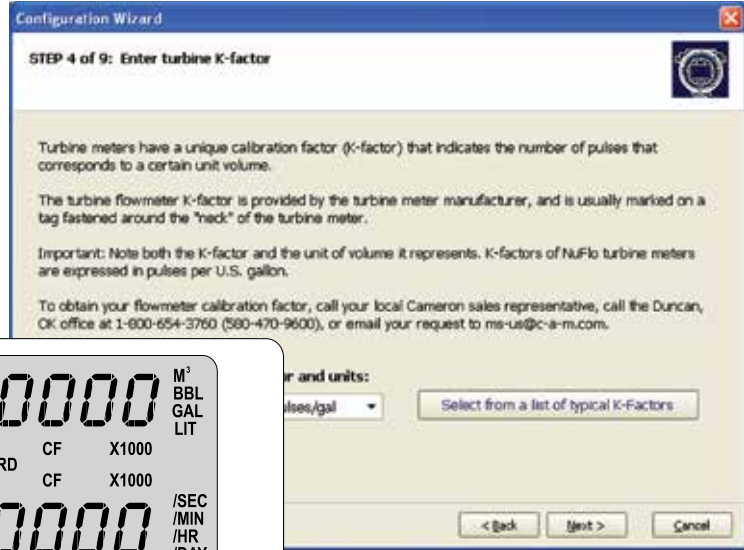 Configuration Wizard
STEP 4 of 9: Enter turbine K-factor
Turbine meters have a unique calibration factor (K-factor) that indicates the number of pulses that
corresponds to a certain unit volume.
The turbine flowmeter K-factor is provided by the turbine meter manufacturer, and is usually marked on a
tag fastened around the "neck" of the turbine meter.
Important: Note both the K-factor and the unit of volume it represents. K-factors of NuFlo turbine meters
are expressed in pulses per U.S. gallon.
To obtain your flowmeter calibration factor, call your local Cameron sales representative, call the Duncan,
OK office at 1-800-654-3760 (580-470-9600), or email your request to ms-us@c-a-m.com.
r and units:
ulses/gal
Select from a list of typical K-Factors
< Back
Next >
Cancel
0000
M³
BBL
GAL
LIT
CF X1000
RD
CF X1000
0000
/SEC
/MIN
/HR
/DAY